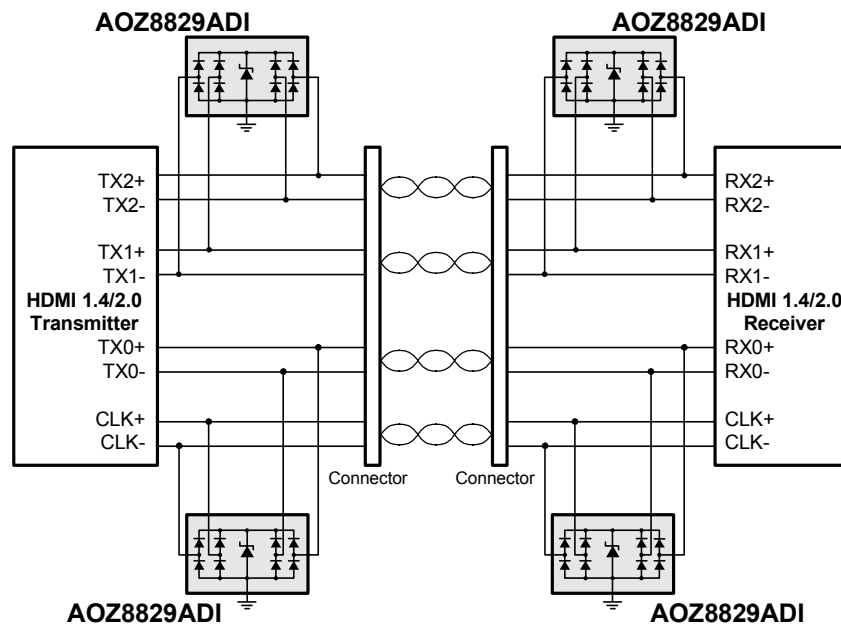 AOZ8829ADI
AOZ8829ADI
TX2+
TX2-
TX1+
TX1-
HDMI 1.4/2.0
Transmitter
TX0+
TX0-
CLK+
CLK-
RX2+
RX2-
RX1+
RX1-
HDMI 1.4/2.0
Receiver
RX0+
RX0-
CLK+
CLK-
Connector
Connector
AOZ8829ADI
AOZ8829ADI